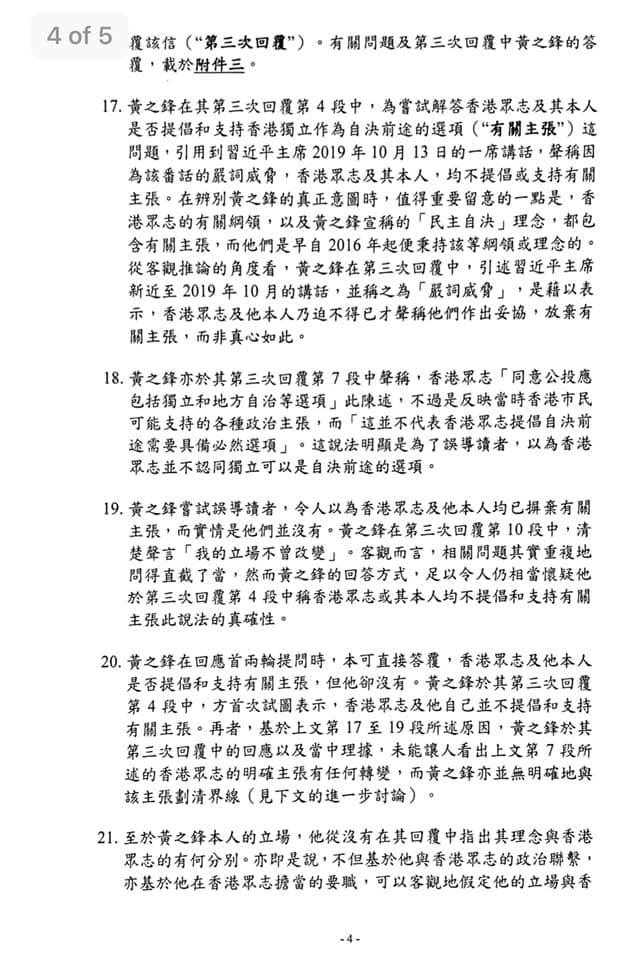 4 of 5
覆該信（“第三次回覆”）。有關問題及第三次回覆中黃之鋒的答
覆，載於附件三。
17. 黃之鋒在其第三次回覆第 4 段中，為嘗試解答香港眾志及其本人
是否提倡和支持香港獨立作為自決前途的選項（“有關主張”）這
問題，引用到習近平主席 2019 年 10 月 13 日的一席講話，聲稱因
為該番話的嚴詞威脅，香港眾志及其本人，均不提倡或支持有關
主張。在辨別黃之鋒的真正意圖時，值得重要留意的一點是，香
港眾志的有關綱領，以及黃之鋒宣稱的「民主自決」理念，都包
含有關主張，而他們是早自 2016 年起便秉持該等綱領或理念的。
從客觀推論的角度看，黃之鋒在第三次回覆中，引述習近平主席
新近至 2019 年 10 月的講話，並稱之為「嚴詞威脅」，是藉以表
示，香港眾志及他本人乃迫不得已才聲稱他們作出妥協，放棄有
關主張，而非真心如此。
18. 黃之鋒亦於其第三次回覆第 7 段中聲稱，香港眾志「同意公投應
包括獨立和地方自治等選項」此陳述，不過是反映當時香港市民
可能支持的各種政治主張，而「這並不代表香港眾志提倡自決前
途需要具備必然選項」。這說法明顯是為了誤導讀者，以為香港
眾志並不認同獨立可以是自決前途的選項。
19. 黃之鋒嘗試誤導讀者，令人以為香港眾志及他本人均已摒棄有關
主張，而實情是他們並沒有。黃之鋒在第三次回覆第 10 段中，清
楚聲言「我的立場不曾改變」。客觀而言，相關問題其實重複地
問得直截了當，然而黃之鋒的回答方式，足以令人仍相當懷疑他
於第三次回覆第 4 段中稱香港眾志或其本人均不提倡和支持有關
主張此說法的真確性。
20. 黃之鋒在回應首兩輪提問時，本可直接答覆，香港眾志及他本人
是否提倡和支持有關主張，但他卻沒有。黃之鋒於其第三次回覆
第 4 段中，方首次試圖表示，香港眾志及他自己並不提倡和支持
有關主張。再者，基於上文第 17 至 19 段所述原因，黃之鋒於其
第三次回覆中的回應以及當中理據，未能讓人看出上文第 7 段所
述的香港眾志的明確主張有任何轉變，而黃之鋒亦並無明確地與
該主張劃清界線（見下文的進一步討論）。
21. 至於黃之鋒本人的立場，他從沒有在其回覆中指出其理念與香港
眾志的有何分別。亦即是說，不但基於他與香港眾志的政治聯繫，
亦基於他在香港眾志擔當的要職，可以客觀地假定他的立場與香
- 4 -